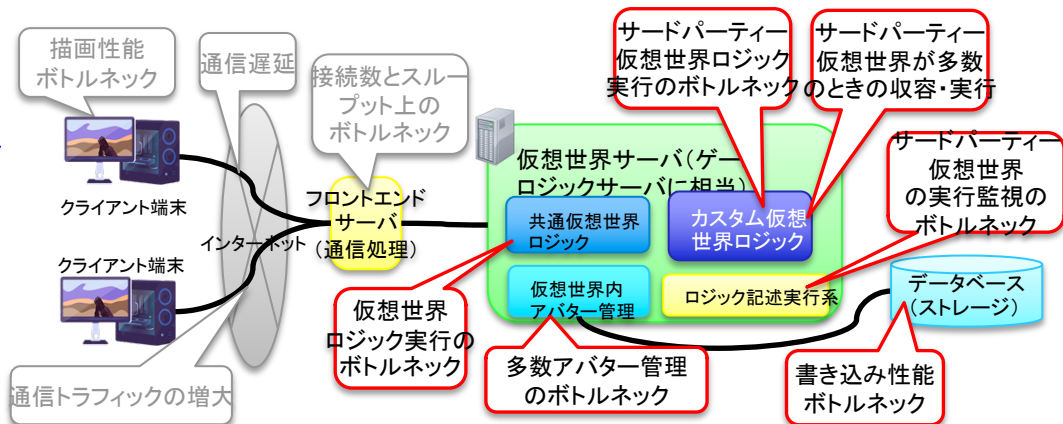 描画性能
ボトルネック
通信遅延
接続数とスルー
プット上の
ボトルネック
サードパーティー
仮想世界ロジック
実行のボトルネック
サードパーティー
仮想世界が多数
のときの収容・実行
サードパーティー
仮想世界
の実行監視の
ボトルネック
クライアント端末
クライアント端末
インターネット
フロントエンド
サーバ
(通信処理)
仮想世界サーバ(ゲー
ロジックサーバに相当)
共通仮想世界
ロジック
カスタム仮想
世界ロジック
仮想世界内
アバター管理
ロジック記述実行系
データベース
(ストレージ)
仮想世界
ロジック実行の
ボトルネック
多数アバター管理
のボトルネック
書き込み性能
ボトルネック
通信トラフィックの増大